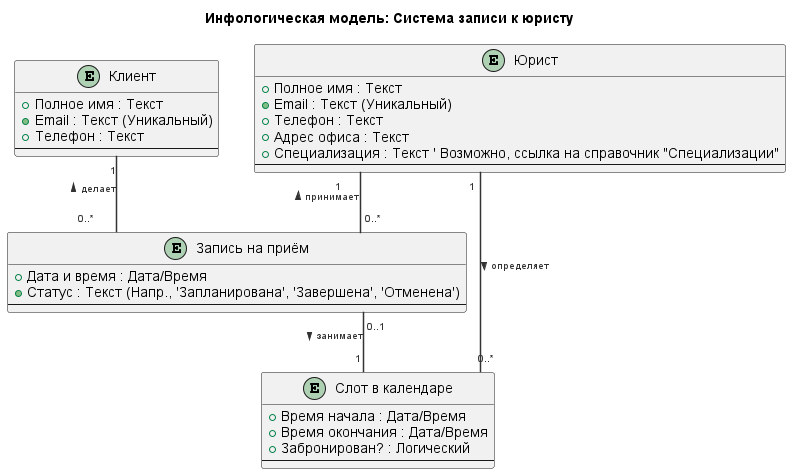 Инфологическая модель: Система записи к юристу
E Клиент
Полное имя : Текст
Email : Текст (Уникальный)
Телефон : Текст
E Юрист
Полное имя : Текст
Email : Текст (Уникальный)
Телефон : Текст
Адрес офиса : Текст
Специализация : Текст ' Возможно, ссылка на справочник "Специализации"
1
делает
0..*
1
принимает
0..*
1
определяет
0..*
E Запись на приём
Дата и время : Дата/Время
Статус : Текст (Напр., 'Запланирована', 'Завершена', 'Отменена')
0..1
занимает
1
E Слот в календаре
Время начала : Дата/Время
Время окончания : Дата/Время
Забронирован? : Логический